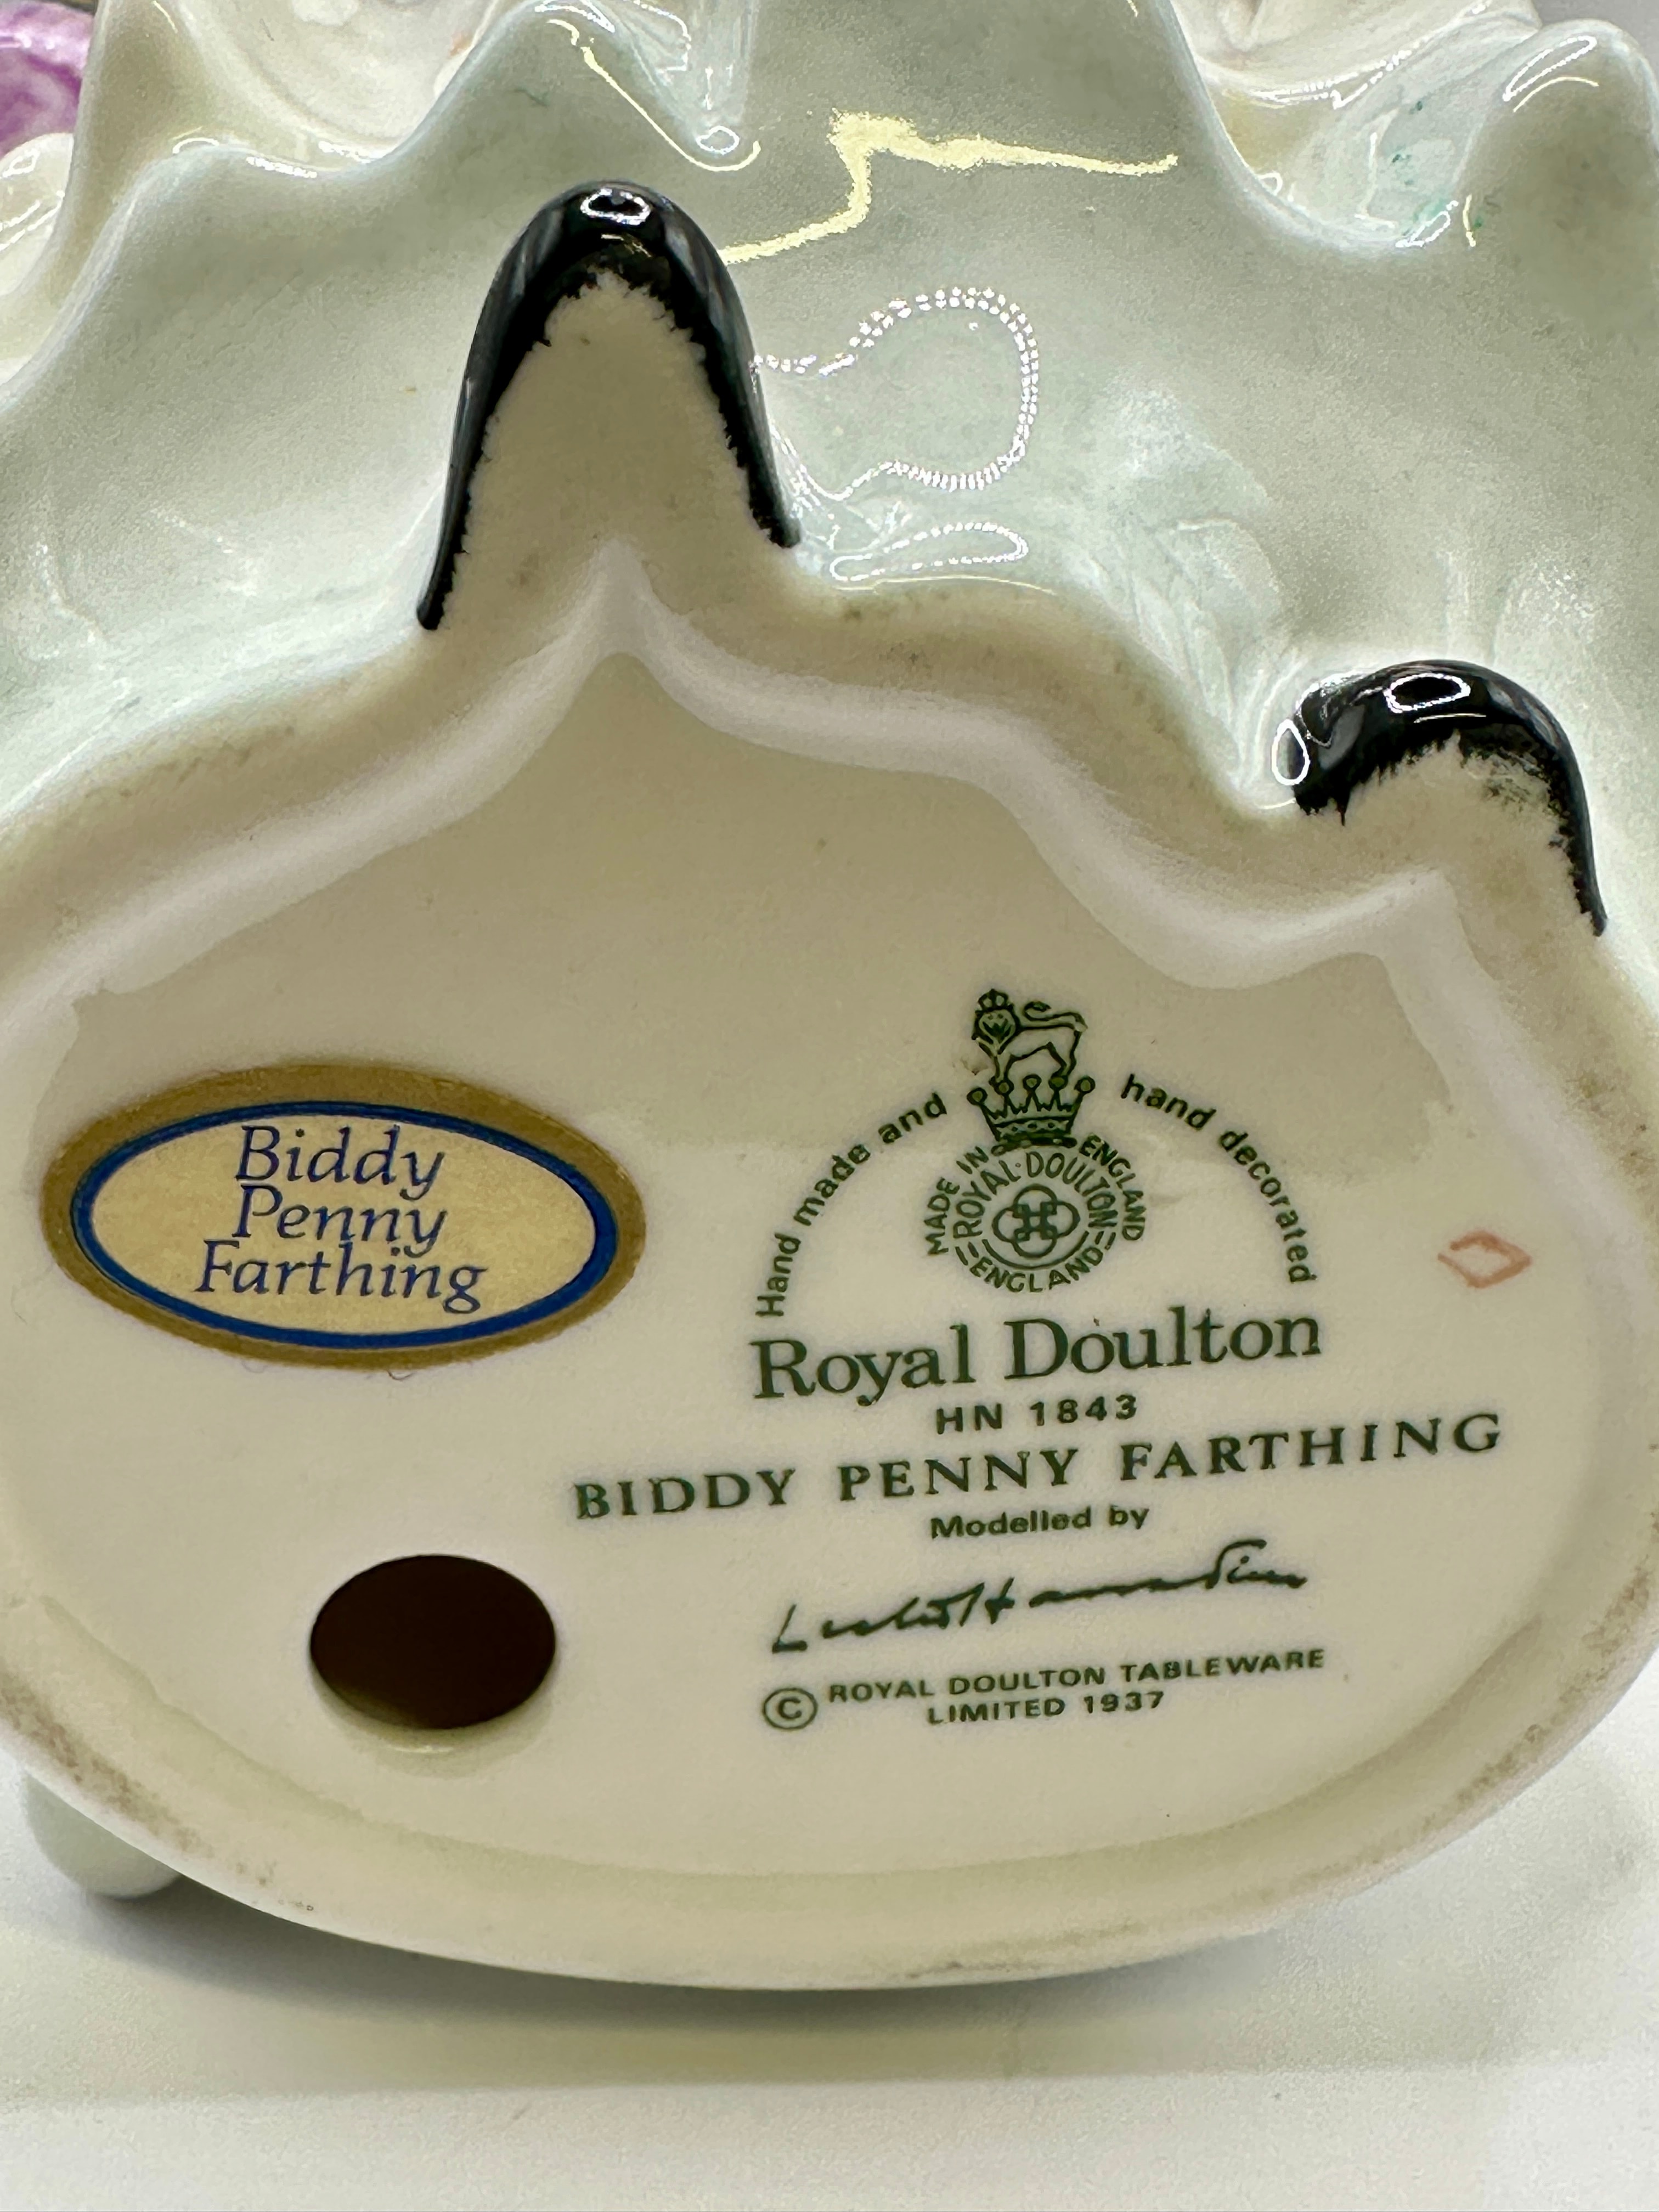 Biddy
Penny
Farthing
Hand made and hand decorated
MADE IN ENGLAND
ROYAL·DOULTON
ENGLAND
Royal Doulton
HN 1843
BIDDY PENNY FARTHING
Modelled by
© ROYAL DOULTON TABLEWARE
LIMITED 1937